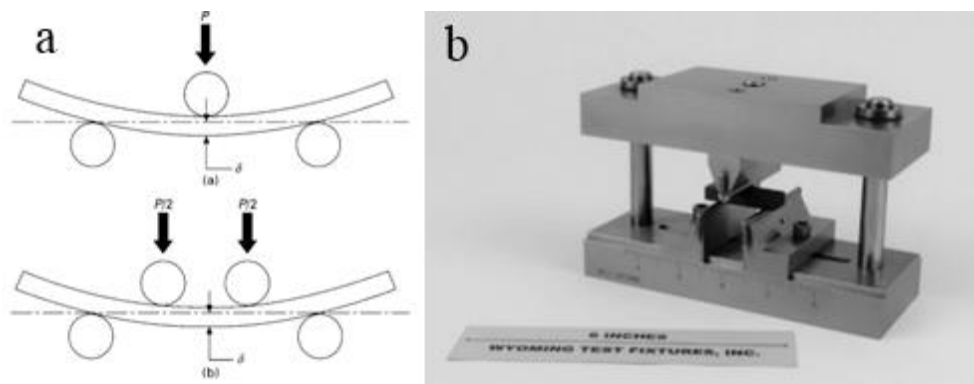 a
P
δ
(a)
P/2
P/2
δ
(b)
b
6 INCHES
WYOMING TEST FIXTURES, INC.